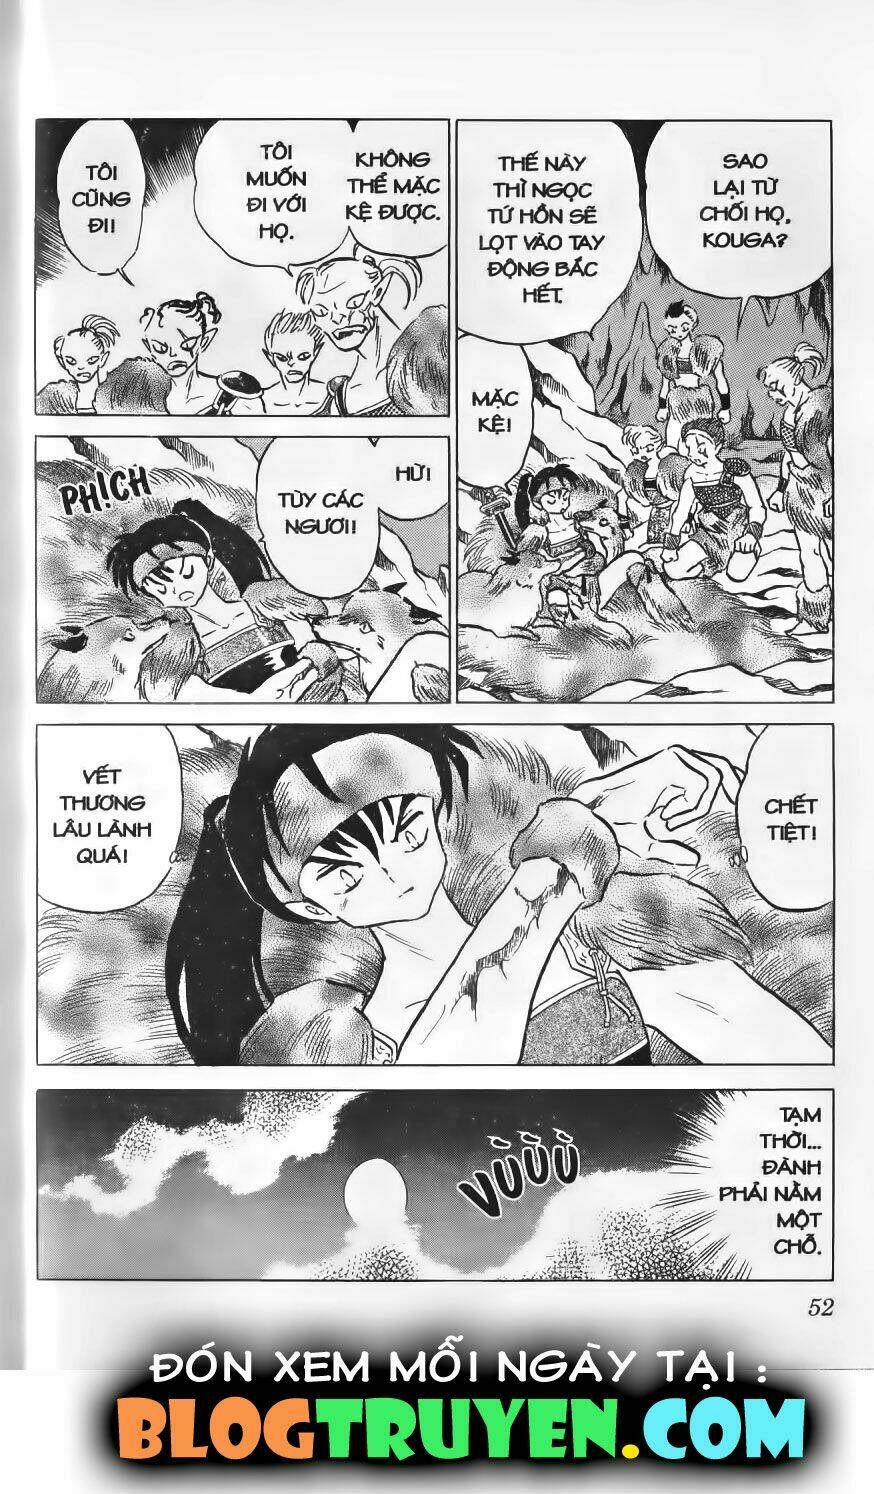 SAO
LẠI TỪ
CHỐI HỌ,
KOUGA?
THẾ NÀY
THÌ NGỌC
TỨ HỒN SẼ
LỌT VÀO TAY
ĐỘNG BẮC
HẾT.
MẶC
KỆ!
KHÔNG
THỂ MẶC
KỆ ĐƯỢC.
TÔI
MUỐN
ĐI VỚI
HỌ.
TÔI
CŨNG
ĐI!
HỪ!
TÙY CÁC
NGƯƠI!
PHỊCH
CHẾT
TIỆT!
VẾT
THƯƠNG
LÂU LÀNH
QUÁ!
TẠM
THỜI...
ĐÀNH
PHẢI NẰM
MỘT
CHỖ.
VÙÙÙ
52
ĐÓN XEM MỖI NGÀY TẠI :
BLOGTRUYEN.COM